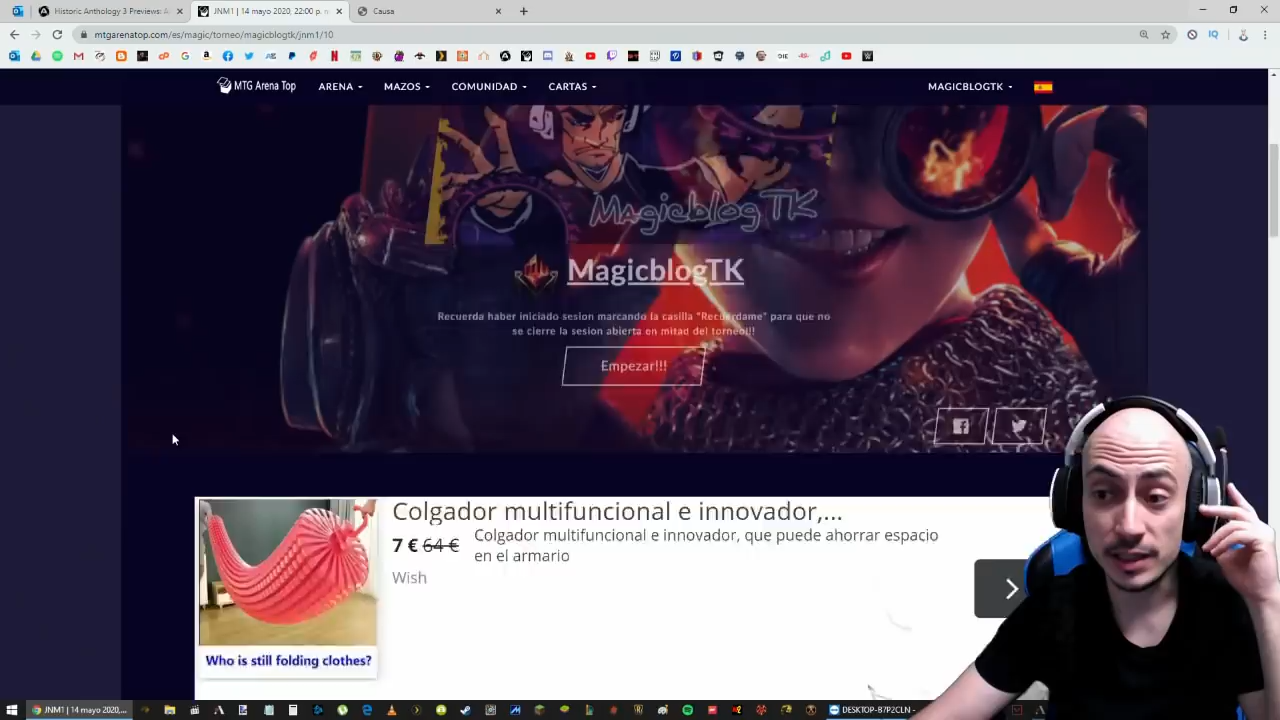 Historic Anthology 3 Previews: A
JNM1 | 14 mayo 2020, 22:00 p. m
Causa
mtgarenatop.com/es/magic/torneo/magicblogtk/jnm1/10
MTG Arena Top
ARENA
MAZOS
COMUNIDAD
CARTAS
MAGICBLOGTK
MagicblogTK
MagicblogTK
Recuerda haber iniciado sesion marcando la casilla "Recuerdame" para que no
se cierre la sesion abierta en mitad del torneo!!!
Empezar!!!
Colgador multifuncional e innovador,...
7 € 64 €
Colgador multifuncional e innovador, que puede ahorrar espacio
en el armario
Wish
Who is still folding clothes?
JNM1 | 14 mayo 2020,...
DESKTOP-B7P2CLN -